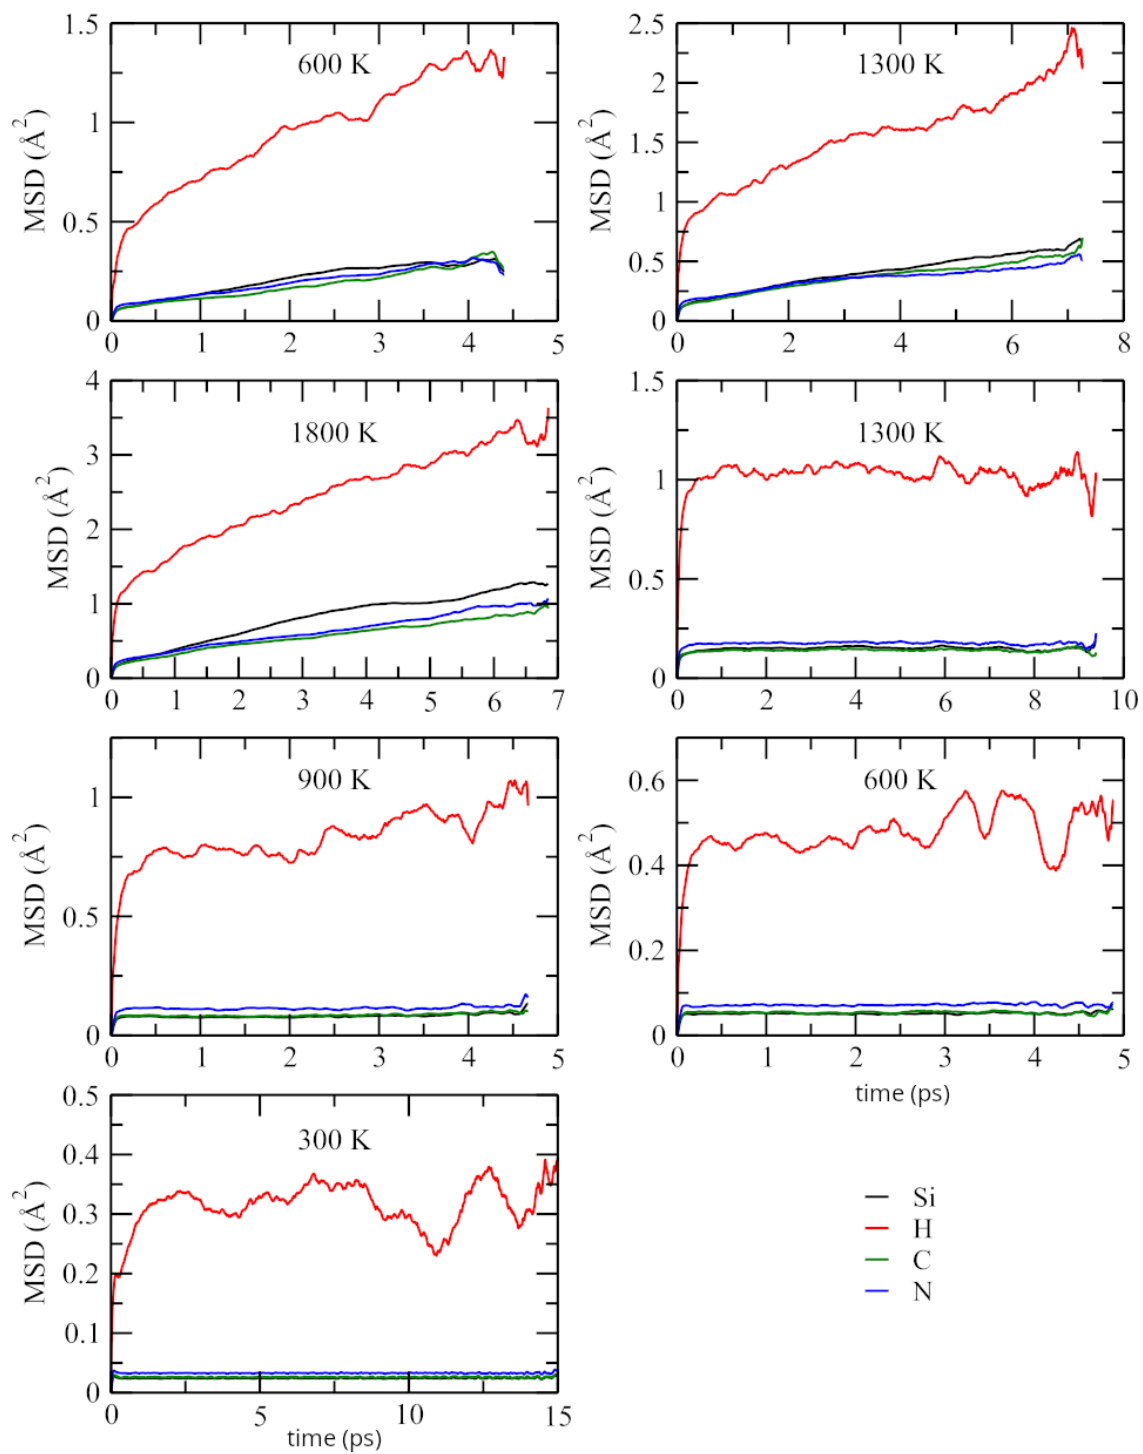 600 K
MSD (Å²)
1.5
1
0.5
0
0 1 2 3 4 5
1300 K
MSD (Å²)
2.5
2
1.5
1
0.5
0
0 2 4 6 8
1800 K
MSD (Å²)
4
3
2
1
0
0 1 2 3 4 5 6 7
1300 K
MSD (Å²)
1.5
1
0.5
0
0 2 4 6 8 10
900 K
MSD (Å²)
1
0.5
0
0 1 2 3 4 5
600 K
MSD (Å²)
0.6
0.4
0.2
0
0 1 2 3 4 5
time (ps)
300 K
MSD (Å²)
0.5
0.4
0.3
0.2
0.1
0
0 5 10 15
time (ps)
Si
H
C
N